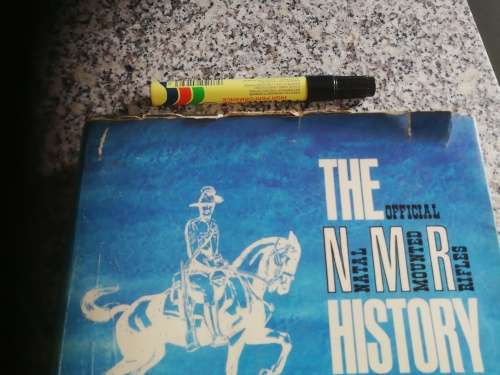 THE
OFFICIAL
N NATAL M MOUNTED R RIFLES
HISTORY